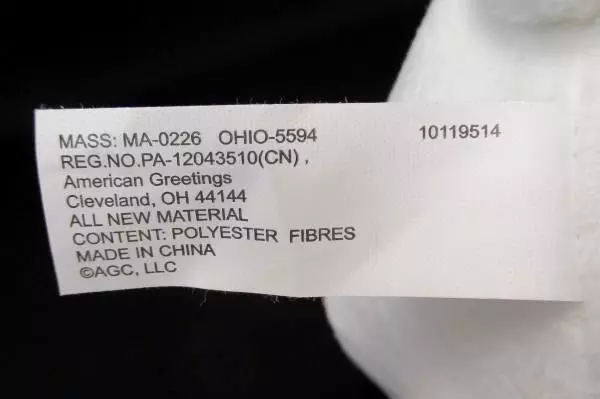 MASS: MA-0226 OHIO-5594 10119514
REG.NO.PA-12043510(CN) ,
American Greetings
Cleveland, OH 44144
ALL NEW MATERIAL
CONTENT: POLYESTER FIBRES
MADE IN CHINA
©AGC, LLC